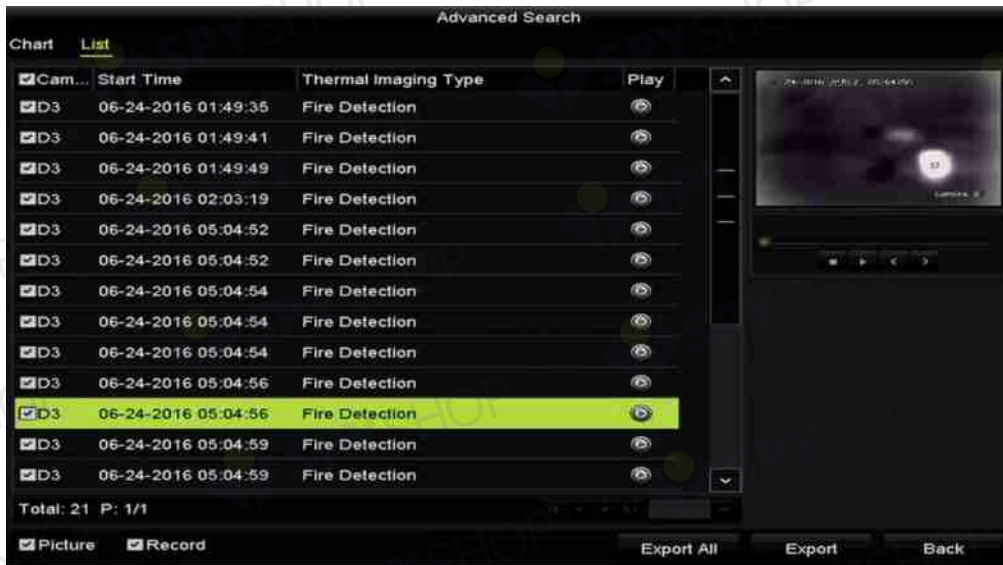 Advanced Search
Chart List
Cam... Start Time Thermal Imaging Type Play
D3 06-24-2016 01:49:35 Fire Detection
D3 06-24-2016 01:49:41 Fire Detection
D3 06-24-2016 01:49:49 Fire Detection
D3 06-24-2016 02:03:19 Fire Detection
D3 06-24-2016 05:04:52 Fire Detection
D3 06-24-2016 05:04:52 Fire Detection
D3 06-24-2016 05:04:54 Fire Detection
D3 06-24-2016 05:04:54 Fire Detection
D3 06-24-2016 05:04:54 Fire Detection
D3 06-24-2016 05:04:56 Fire Detection
D3 06-24-2016 05:04:56 Fire Detection
D3 06-24-2016 05:04:59 Fire Detection
D3 06-24-2016 05:04:59 Fire Detection
Total: 21 P: 1/1
Picture Record Export All Export Back